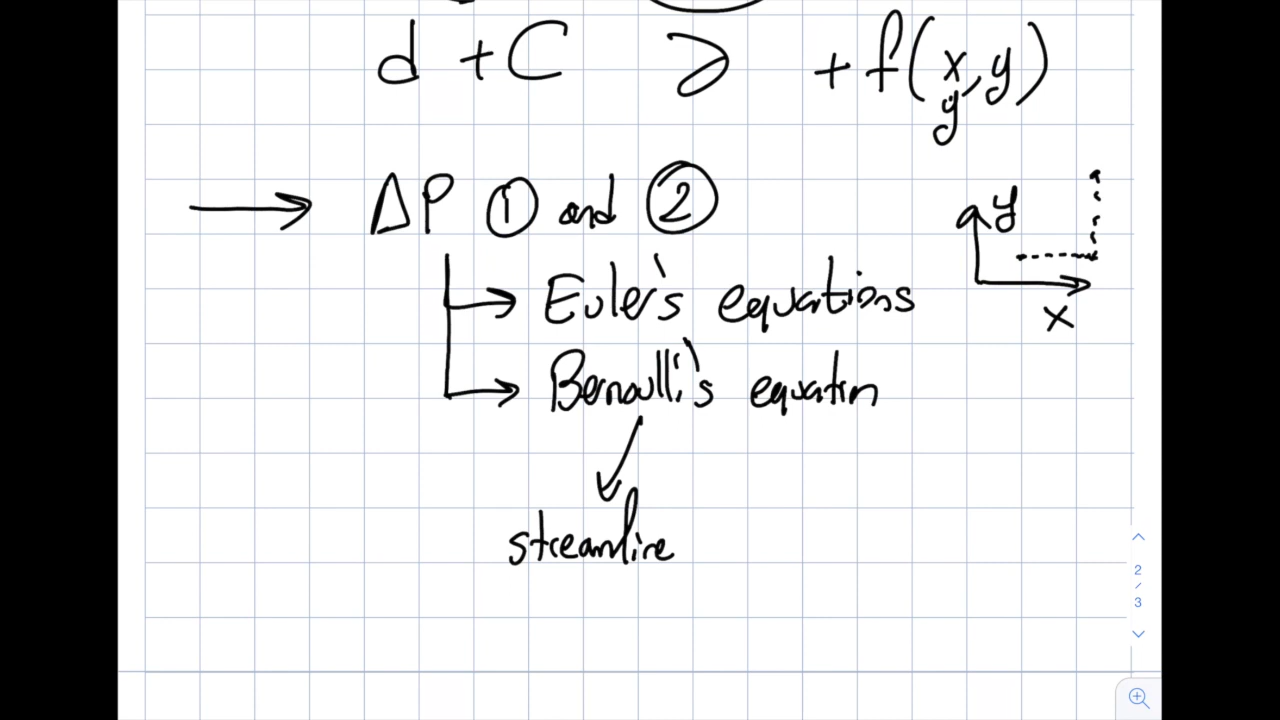 d + C ∂ + f(x, y)
y
ΔP ① and ②
y
Euler's equations
x
Bernoulli's equation
streamline
2
/
3